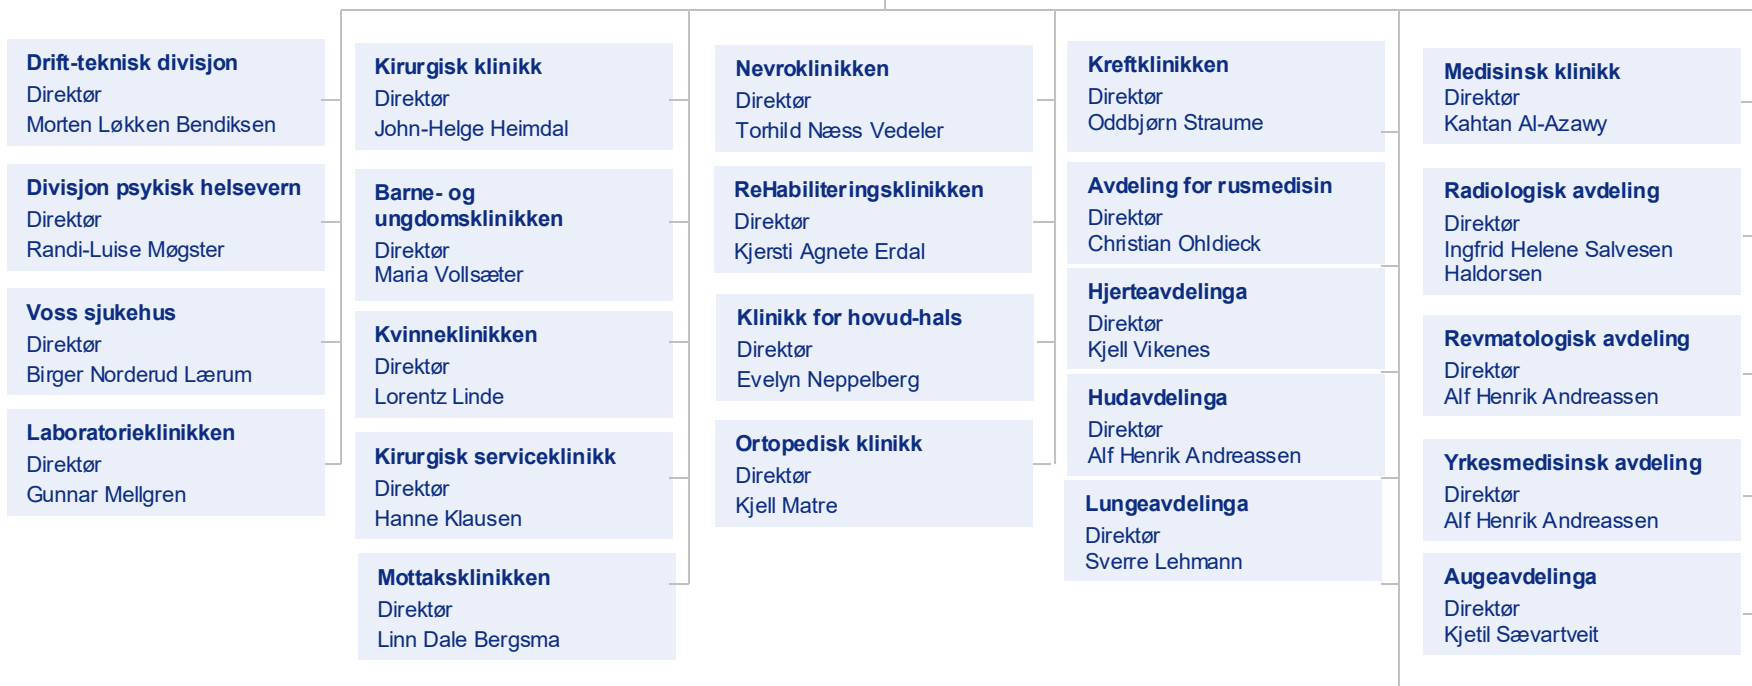 Drift-teknisk divisjon
Direktør
Morten Løkken Bendiksen
Divisjon psykisk helsevern
Direktør
Randi-Luise Møgster
Voss sjukehus
Direktør
Birger Norderud Lærum
Laboratorieklinikken
Direktør
Gunnar Mellgren
Kirurgisk klinikk
Direktør
John-Helge Heimdal
Barne- og
ungdomsklinikken
Direktør
Maria Vollsæter
Kvinneklinikken
Direktør
Lorentz Linde
Kirurgisk serviceklinikk
Direktør
Hanne Klausen
Mottaksklinikken
Direktør
Linn Dale Bergsma
Nevroklinikken
Direktør
Torhild Næss Vedeler
ReHabiliteringsklinikken
Direktør
Kjersti Agnete Erdal
Klinikk for hovud-hals
Direktør
Evelyn Neppelberg
Ortopedisk klinikk
Direktør
Kjell Matre
Kreftklinikken
Direktør
Oddbjørn Straume
Avdeling for rusmedisin
Direktør
Christian Ohldieck
Hjerteavdelinga
Direktør
Kjell Vikenes
Hudavdelinga
Direktør
Alf Henrik Andreassen
Lungeavdelinga
Direktør
Sverre Lehmann
Medisinsk klinikk
Direktør
Kahtan Al-Azawy
Radiologisk avdeling
Direktør
Ingfrid Helene Salvesen
Haldorsen
Revmatologisk avdeling
Direktør
Alf Henrik Andreassen
Yrkesmedisinsk avdeling
Direktør
Alf Henrik Andreassen
Augeavdelinga
Direktør
Kjetil Sævartveit